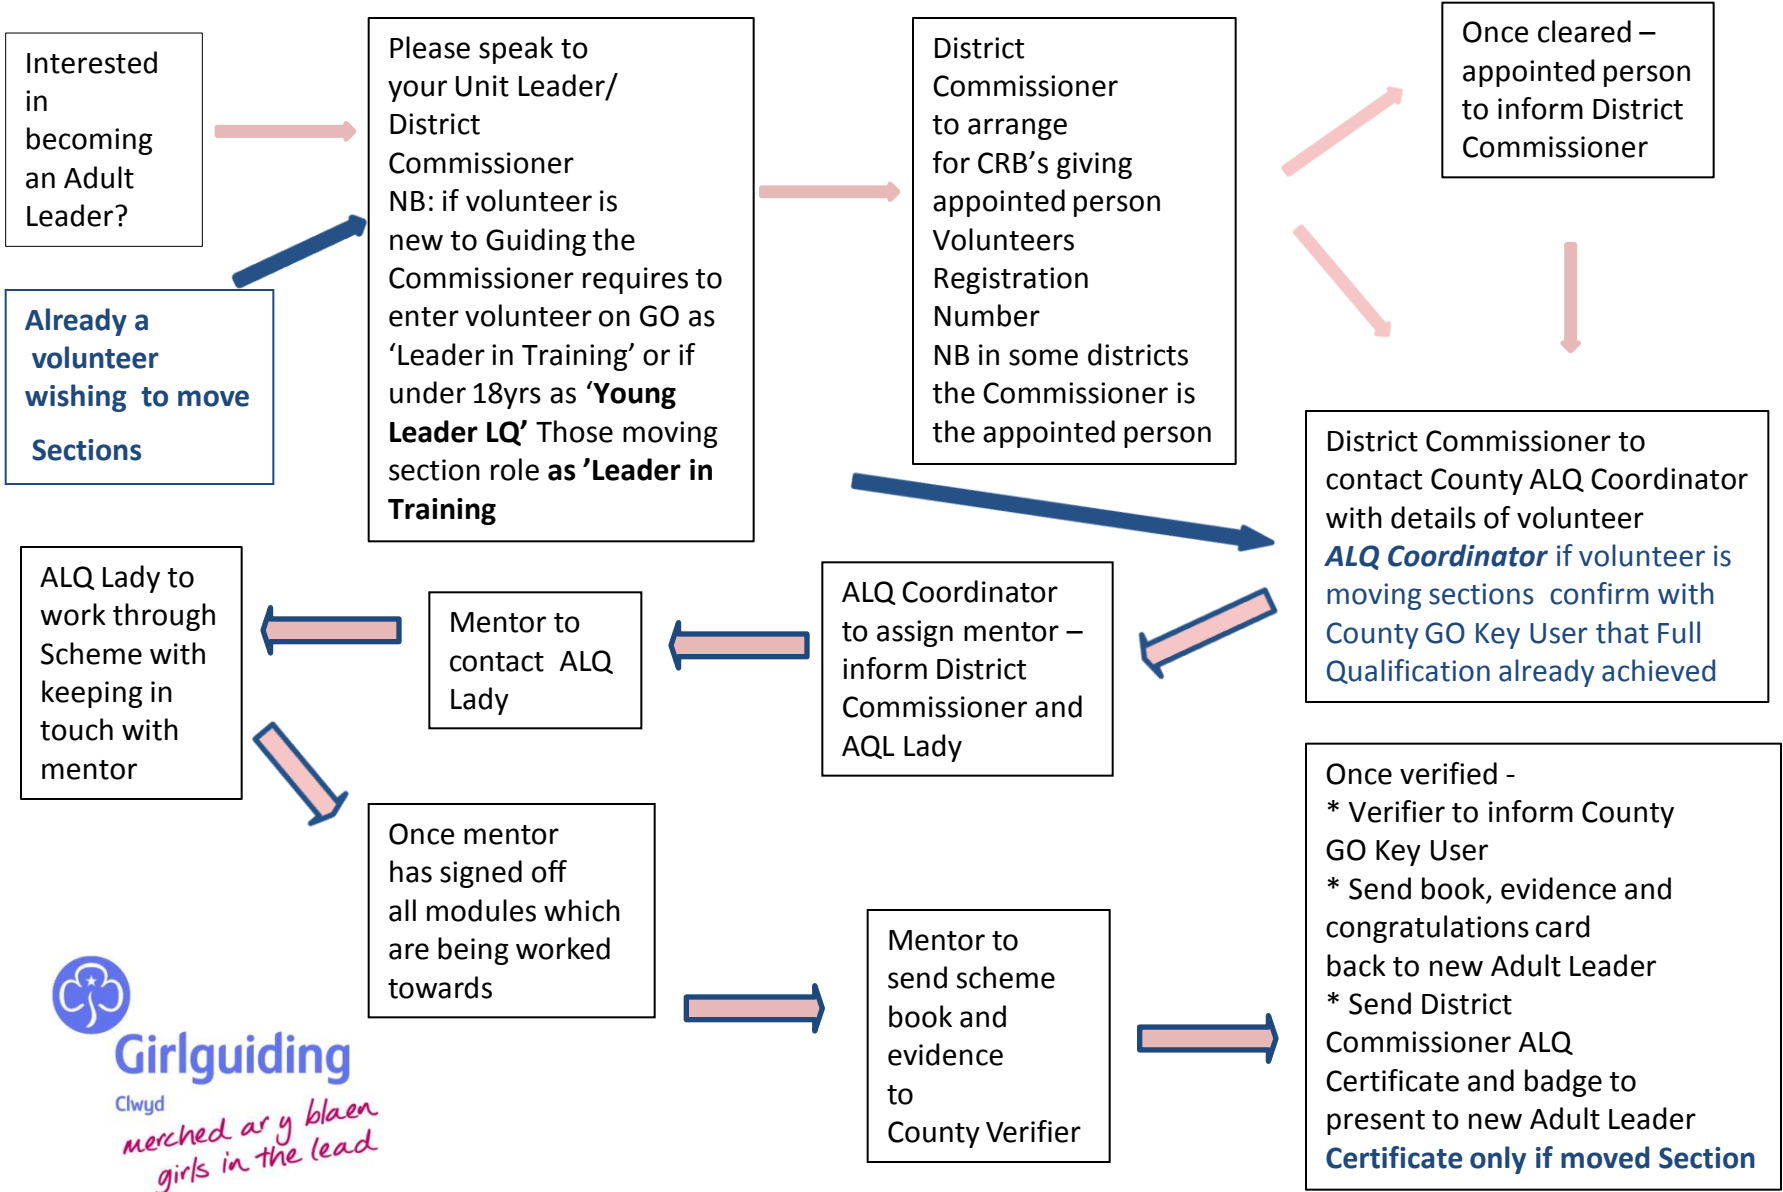 Interested
in
becoming
an Adult
Leader?
Please speak to
your Unit Leader/
District
Commissioner
NB: if volunteer is
new to Guiding the
Commissioner requires to
enter volunteer on GO as
‘Leader in Training’ or if
under 18yrs as ‘Young
Leader LQ’ Those moving
section role as ’Leader in
Training
District
Commissioner
to arrange
for CRB’s giving
appointed person
Volunteers
Registration
Number
NB in some districts
the Commissioner is
the appointed person
Once cleared –
appointed person
to inform District
Commissioner
Already a
volunteer
wishing to move
Sections
District Commissioner to
contact County ALQ Coordinator
with details of volunteer
ALQ Coordinator if volunteer is
moving sections confirm with
County GO Key User that Full
Qualification already achieved
ALQ Coordinator
to assign mentor –
inform District
Commissioner and
AQL Lady
Mentor to
contact ALQ
Lady
ALQ Lady to
work through
Scheme with
keeping in
touch with
mentor
Once mentor
has signed off
all modules which
are being worked
towards
Mentor to
send scheme
book and
evidence
to
County Verifier
Once verified -
* Verifier to inform County
GO Key User
* Send book, evidence and
congratulations card
back to new Adult Leader
* Send District
Commissioner ALQ
Certificate and badge to
present to new Adult Leader
Certificate only if moved Section
Girlguiding
Clwyd
merched ar y blaen
girls in the lead